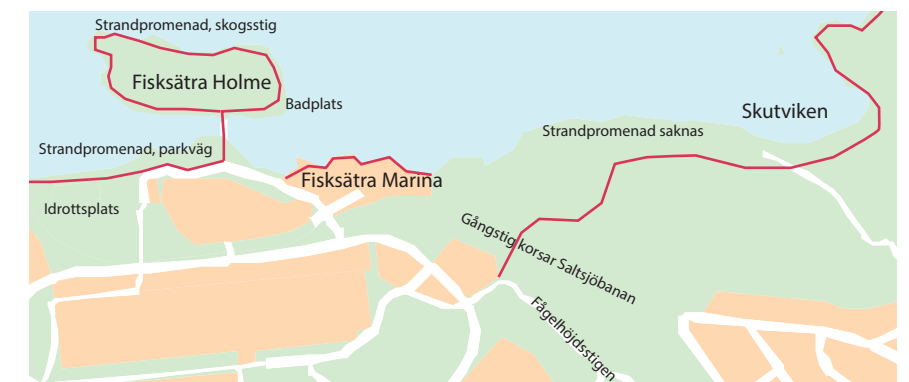 Strandpromenad, skogsstig
Fisksätra Holme
Badplats
Skutviken
Strandpromenad saknas
Strandpromenad, parkväg
Fisksätra Marina
Idrottsplats
Gångstig korsar Saltsjöbanan
Fågelhöjdsstigen